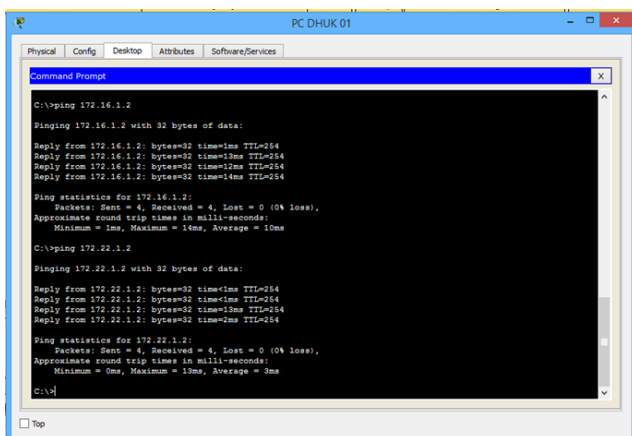 PC DHUK 01
Physical Config Desktop Attributes Software/Services
Command Prompt
X
C:\>ping 172.16.1.2
Pinging 172.16.1.2 with 32 bytes of data:
Reply from 172.16.1.2: bytes=32 time=1ms TTL=254
Reply from 172.16.1.2: bytes=32 time=13ms TTL=254
Reply from 172.16.1.2: bytes=32 time=12ms TTL=254
Reply from 172.16.1.2: bytes=32 time=14ms TTL=254
Ping statistics for 172.16.1.2:
Packets: Sent = 4, Received = 4, Lost = 0 (0% loss),
Approximate round trip times in milli-seconds:
Minimum = 1ms, Maximum = 14ms, Average = 10ms
C:\>ping 172.22.1.2
Pinging 172.22.1.2 with 32 bytes of data:
Reply from 172.22.1.2: bytes=32 time<1ms TTL=254
Reply from 172.22.1.2: bytes=32 time<1ms TTL=254
Reply from 172.22.1.2: bytes=32 time=13ms TTL=254
Reply from 172.22.1.2: bytes=32 time=2ms TTL=254
Ping statistics for 172.22.1.2:
Packets: Sent = 4, Received = 4, Lost = 0 (0% loss),
Approximate round trip times in milli-seconds:
Minimum = 0ms, Maximum = 13ms, Average = 3ms
C:\>
Top